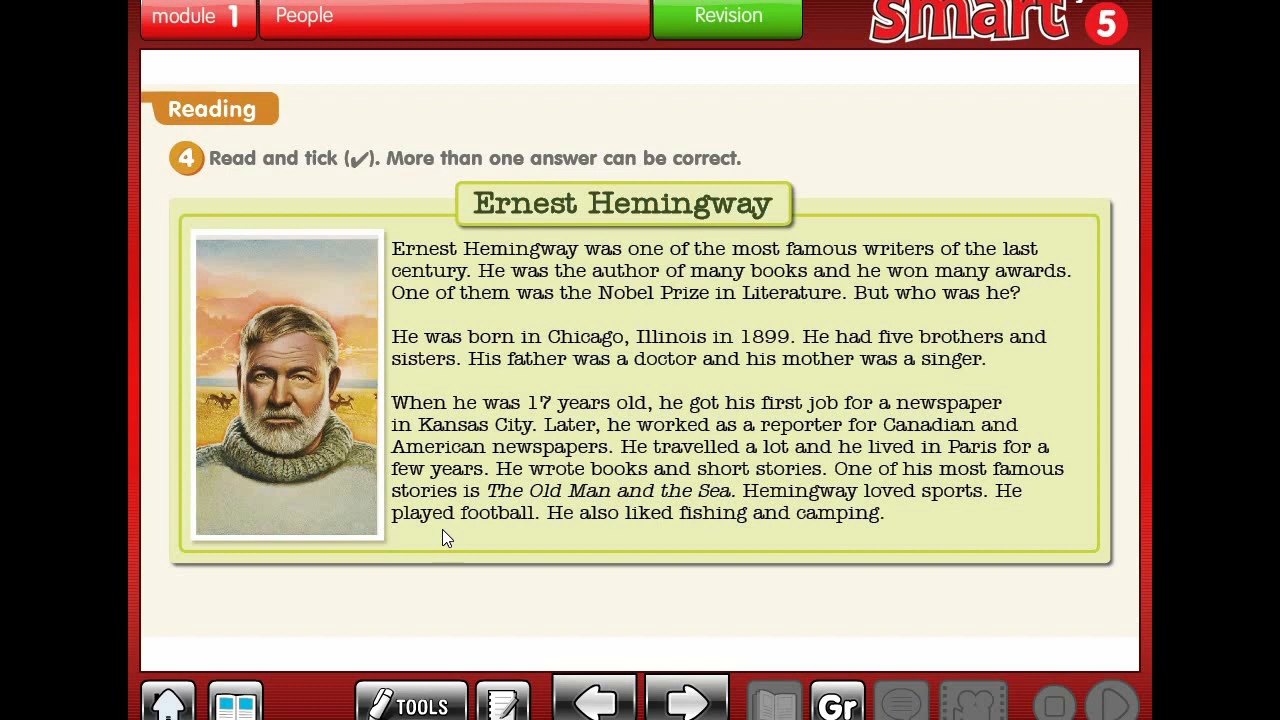 module 1
People
Revision
smart
5
Reading
4 Read and tick (✔). More than one answer can be correct.
Ernest Hemingway
Ernest Hemingway was one of the most famous writers of the last
century. He was the author of many books and he won many awards.
One of them was the Nobel Prize in Literature. But who was he?
He was born in Chicago, Illinois in 1899. He had five brothers and
sisters. His father was a doctor and his mother was a singer.
When he was 17 years old, he got his first job for a newspaper
in Kansas City. Later, he worked as a reporter for Canadian and
American newspapers. He travelled a lot and he lived in Paris for a
few years. He wrote books and short stories. One of his most famous
stories is The Old Man and the Sea. Hemingway loved sports. He
played football. He also liked fishing and camping.
TOOLS
Gr